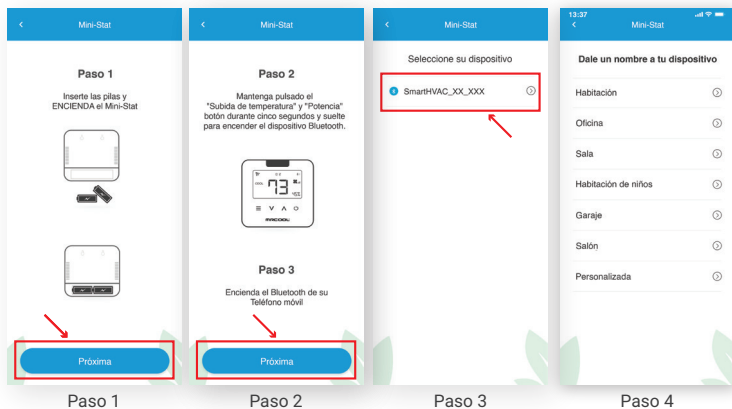 Mini-Stat
Paso 1
Inserte las pilas y
ENCIENDA el Mini-Stat
Próxima
Paso 1
Mini-Stat
Paso 2
Mantenga pulsado el
"Subida de temperatura" y "Potencia"
botón durante cinco segundos y suelte
para encender el dispositivo Bluetooth.
COOL
73
MRCOOL
Paso 3
Encienda el Bluetooth de su
Teléfono móvil
Próxima
Paso 2
Mini-Stat
Seleccione su dispositivo
SmartHVAC_XX_XXX
Paso 3
13:37
Mini-Stat
Dale un nombre a tu dispositivo
Habitación
Oficina
Sala
Habitación de niños
Garaje
Salón
Personalizada
Paso 4